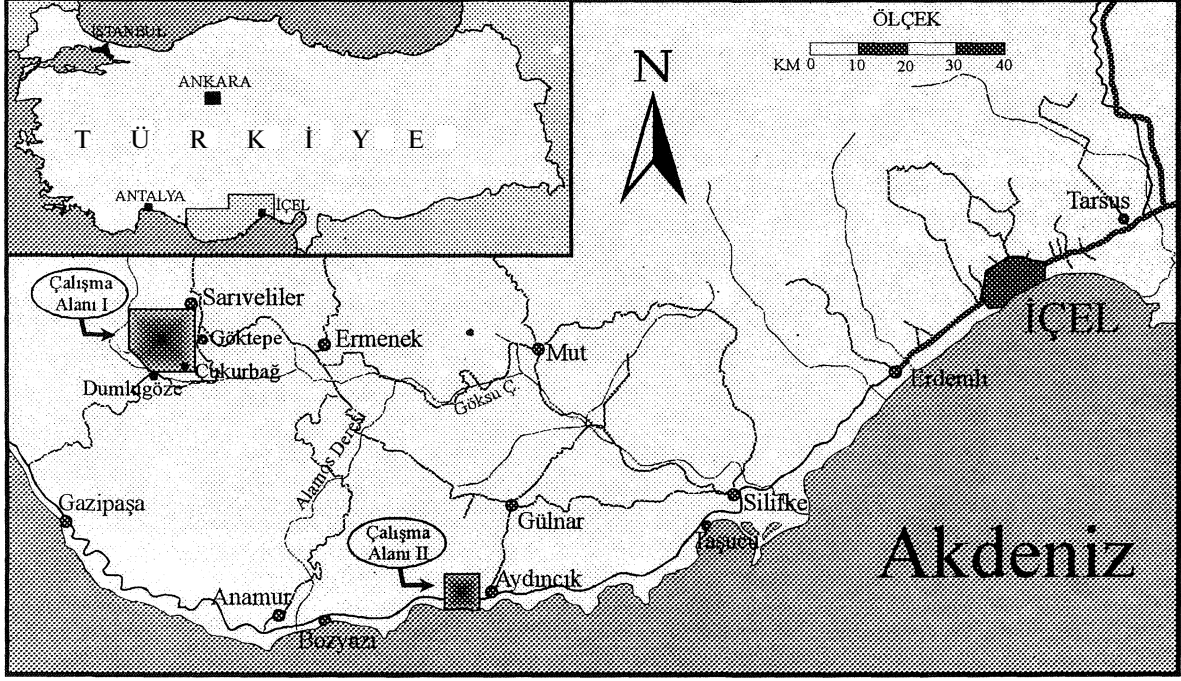 İSTANBUL
ANKARA
T Ü R K İ Y E
ANTALYA
İÇEL
ÖLÇEK
KM 0 10 20 30 40
N
Tarsus
Çalışma
Alanı I
Sarıveliler
Göktepe
Çukurbağ
Dumlugöze
Ermenek
Mut
Göksu Ç.
İÇEL
Erdemli
Alamos Deresi
Gazipaşa
Gülnar
Silifke
Taşucu
Çalışma
Alanı II
Aydıncık
Akdeniz
Anamur
Bozyazı